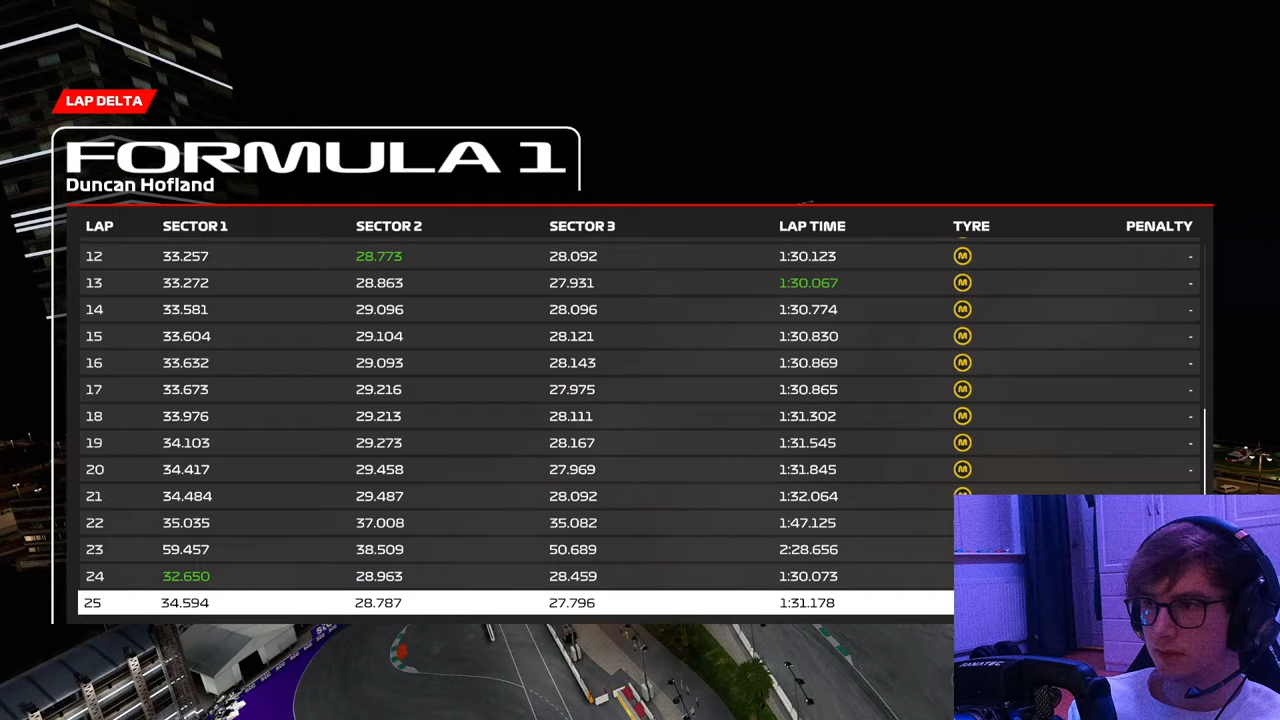 LAP DELTA
FORMULA 1
Duncan Hofland
LAP SECTOR 1 SECTOR 2 SECTOR 3 LAP TIME TYRE PENALTY
12 33.257 28.773 28.092 1:30.123 M -
13 33.272 28.863 27.931 1:30.067 M -
14 33.581 29.096 28.096 1:30.774 M -
15 33.604 29.104 28.121 1:30.830 M -
16 33.632 29.093 28.143 1:30.869 M -
17 33.673 29.216 27.975 1:30.865 M -
18 33.976 29.213 28.111 1:31.302 M -
19 34.103 29.273 28.167 1:31.545 M -
20 34.417 29.458 27.969 1:31.845 M -
21 34.484 29.487 28.092 1:32.064
22 35.035 37.008 35.082 1:47.125
23 59.457 38.509 50.689 2:28.656
24 32.650 28.963 28.459 1:30.073
25 34.594 28.787 27.796 1:31.178
FANATEC